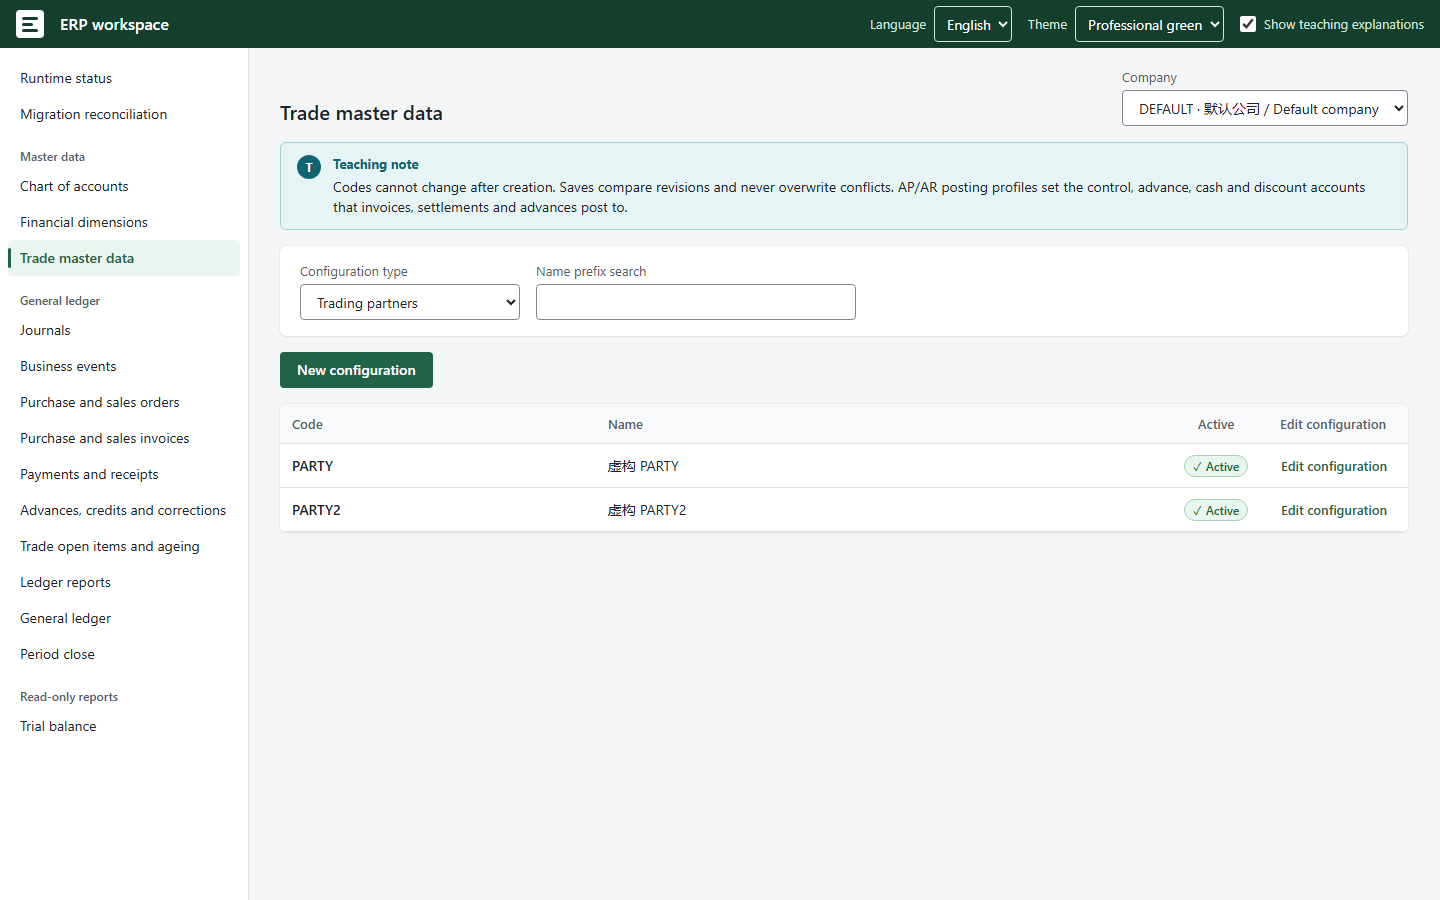 ERP workspace
Language
English
Theme
Professional green
Show teaching explanations
Runtime status
Migration reconciliation
Master data
Chart of accounts
Financial dimensions
Trade master data
General ledger
Journals
Business events
Purchase and sales orders
Purchase and sales invoices
Payments and receipts
Advances, credits and corrections
Trade open items and ageing
Ledger reports
General ledger
Period close
Read-only reports
Trial balance
Trade master data
Company
DEFAULT · 默认公司 / Default company
T
Teaching note
Codes cannot change after creation. Saves compare revisions and never overwrite conflicts. AP/AR posting profiles set the control, advance, cash and discount accounts
that invoices, settlements and advances post to.
Configuration type
Trading partners
Name prefix search
New configuration
Code Name Active Edit configuration
PARTY 虚构 PARTY ✓ Active Edit configuration
PARTY2 虚构 PARTY2 ✓ Active Edit configuration